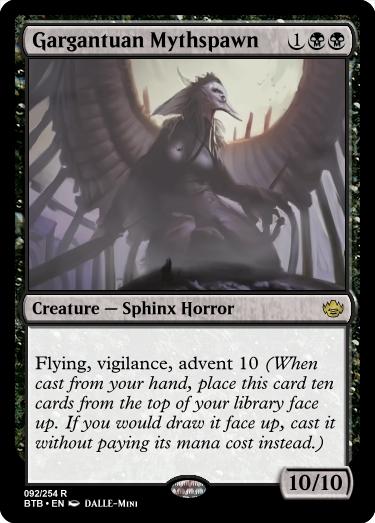 Gargantuan Mythspawn 1
Creature — Sphinx Horror
Flying, vigilance, advent 10 (When
cast from your hand, place this card ten
cards from the top of your library face
up. If you would draw it face up, cast it
without paying its mana cost instead.)
10/10
092/254 R
BTB • EN DALLE-Mini